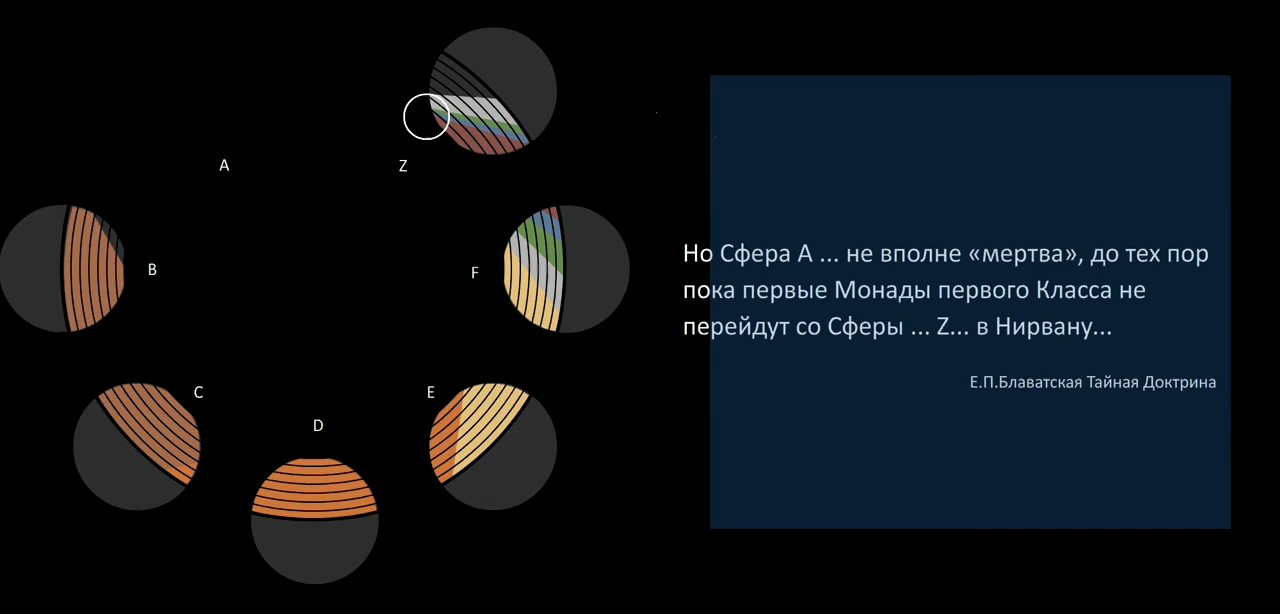 A
Z
B
F
C
E
D
Но Сфера А ... не вполне «мертва», до тех пор
пока первые Монады первого Класса не
перейдут со Сферы ... Z... в Нирвану...
Е.П.Блаватская Тайная Доктрина